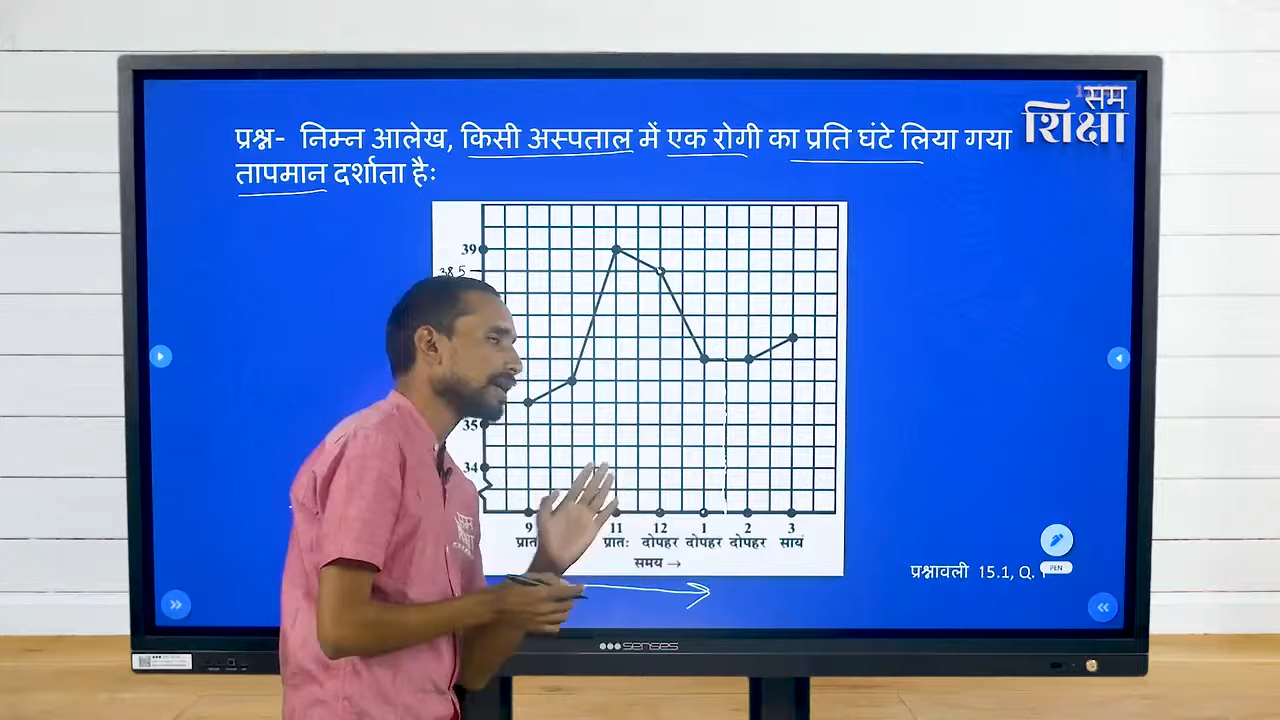 सम
शिक्षा
प्रश्न- निम्न आलेख, किसी अस्पताल में एक रोगी का प्रति घंटे लिया गया
तापमान दर्शाता हैः
39
38.5
35
34
9 11 12 1 2 3
प्रातः दोपहर दोपहर दोपहर सायं
समय →
प्रश्नावली 15.1, Q.
PEN
senses